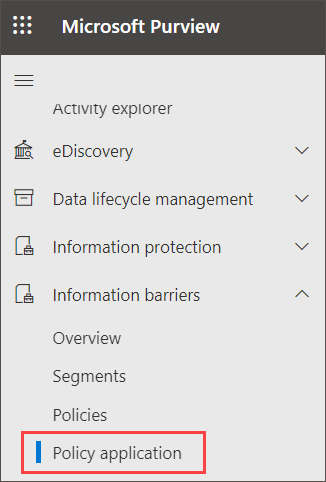 Microsoft Purview
Activity explorer
eDiscovery
Data lifecycle management
Information protection
Information barriers
Overview
Segments
Policies
Policy application